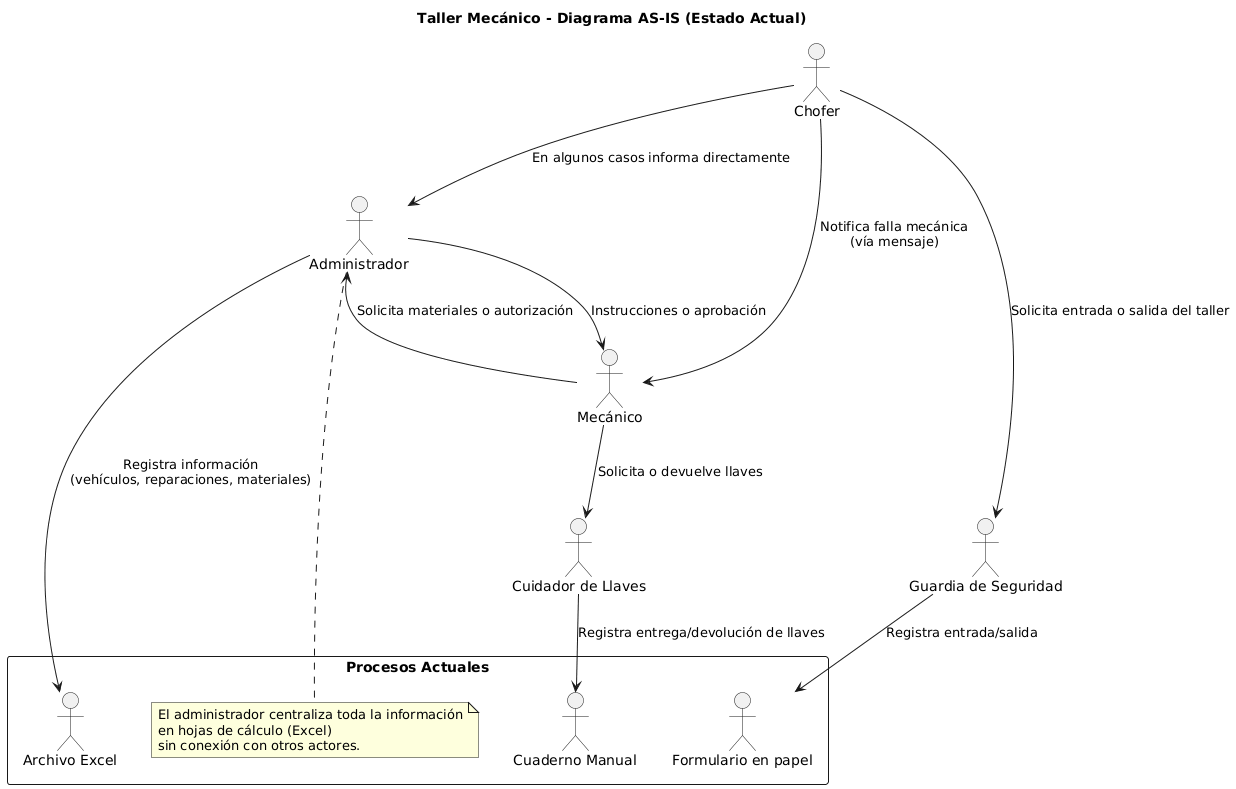 Taller Mecánico - Diagrama AS-IS (Estado Actual)
Chofer
En algunos casos informa directamente
Notifica falla mecánica
(vía mensaje)
Administrador
Solicita materiales o autorización
Instrucciones o aprobación
Solicita entrada o salida del taller
Mecánico
Registra información
(vehículos, reparaciones, materiales)
Solicita o devuelve llaves
Cuidador de Llaves
Guardia de Seguridad
Registra entrega/devolución de llaves
Registra entrada/salida
Procesos Actuales
El administrador centraliza toda la información
en hojas de cálculo (Excel)
sin conexión con otros actores.
Archivo Excel
Cuaderno Manual
Formulario en papel